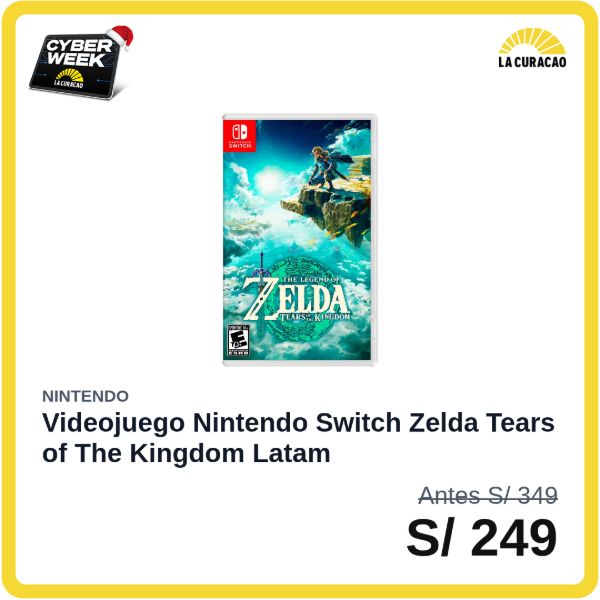 CYBER
WEEK
LA CURACAO
LA CURACAO
NINTENDO
SWITCH
THE LEGEND OF
ZELDA
TEARS OF THE KINGDOM
E
ESRB
NINTENDO
Videojuego Nintendo Switch Zelda Tears
of The Kingdom Latam
Antes S/ 349
S/ 249